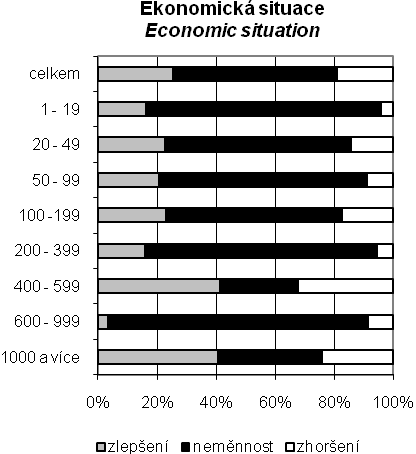 Ekonomická situace
Economic situation
celkem
1 - 19
20 - 49
50 - 99
100 -199
200 - 399
400 - 599
600 - 999
1000 a více
0% 20% 40% 60% 80% 100%
zlepšení neměnnost zhoršení